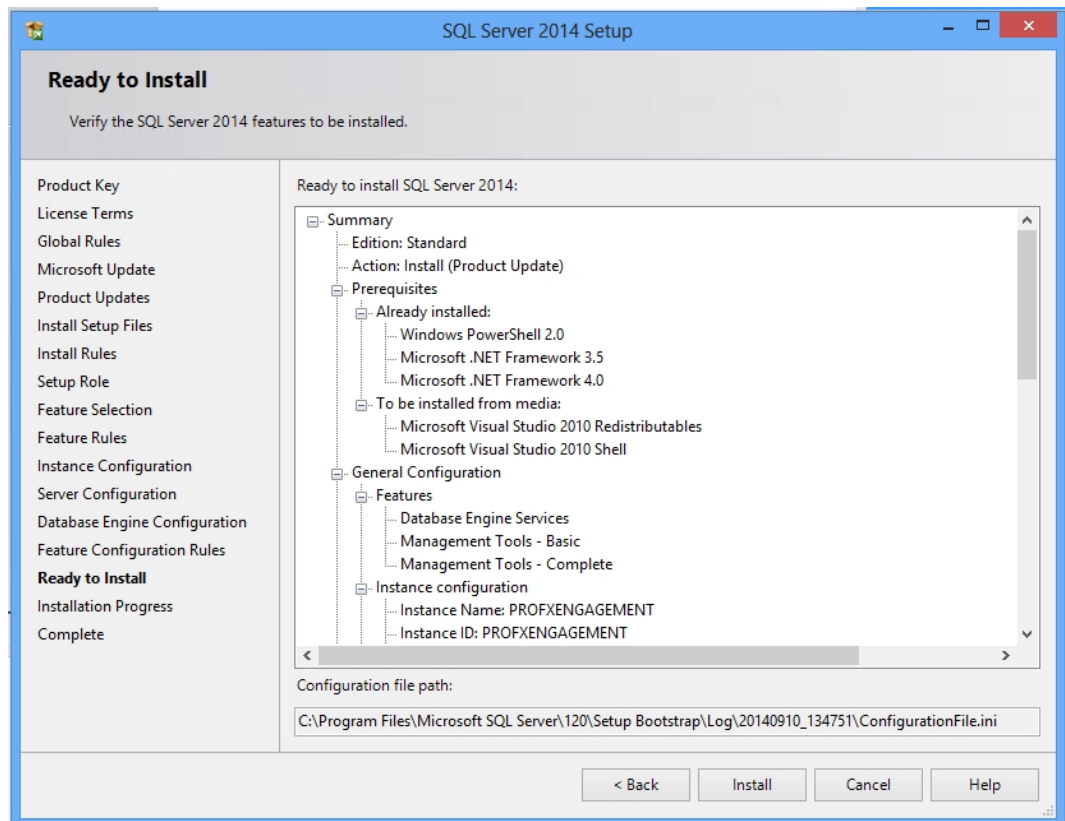 SQL Server 2014 Setup
Ready to Install
Verify the SQL Server 2014 features to be installed.
Product Key
License Terms
Global Rules
Microsoft Update
Product Updates
Install Setup Files
Install Rules
Setup Role
Feature Selection
Feature Rules
Instance Configuration
Server Configuration
Database Engine Configuration
Feature Configuration Rules
Ready to Install
Installation Progress
Complete
Ready to install SQL Server 2014:
Summary
Edition: Standard
Action: Install (Product Update)
Prerequisites
Already installed:
Windows PowerShell 2.0
Microsoft .NET Framework 3.5
Microsoft .NET Framework 4.0
To be installed from media:
Microsoft Visual Studio 2010 Redistributables
Microsoft Visual Studio 2010 Shell
General Configuration
Features
Database Engine Services
Management Tools - Basic
Management Tools - Complete
Instance configuration
Instance Name: PROFXENGAGEMENT
Instance ID: PROFXENGAGEMENT
Configuration file path:
C:\Program Files\Microsoft SQL Server\120\Setup Bootstrap\Log\20140910_134751\ConfigurationFile.ini
< Back Install Cancel Help